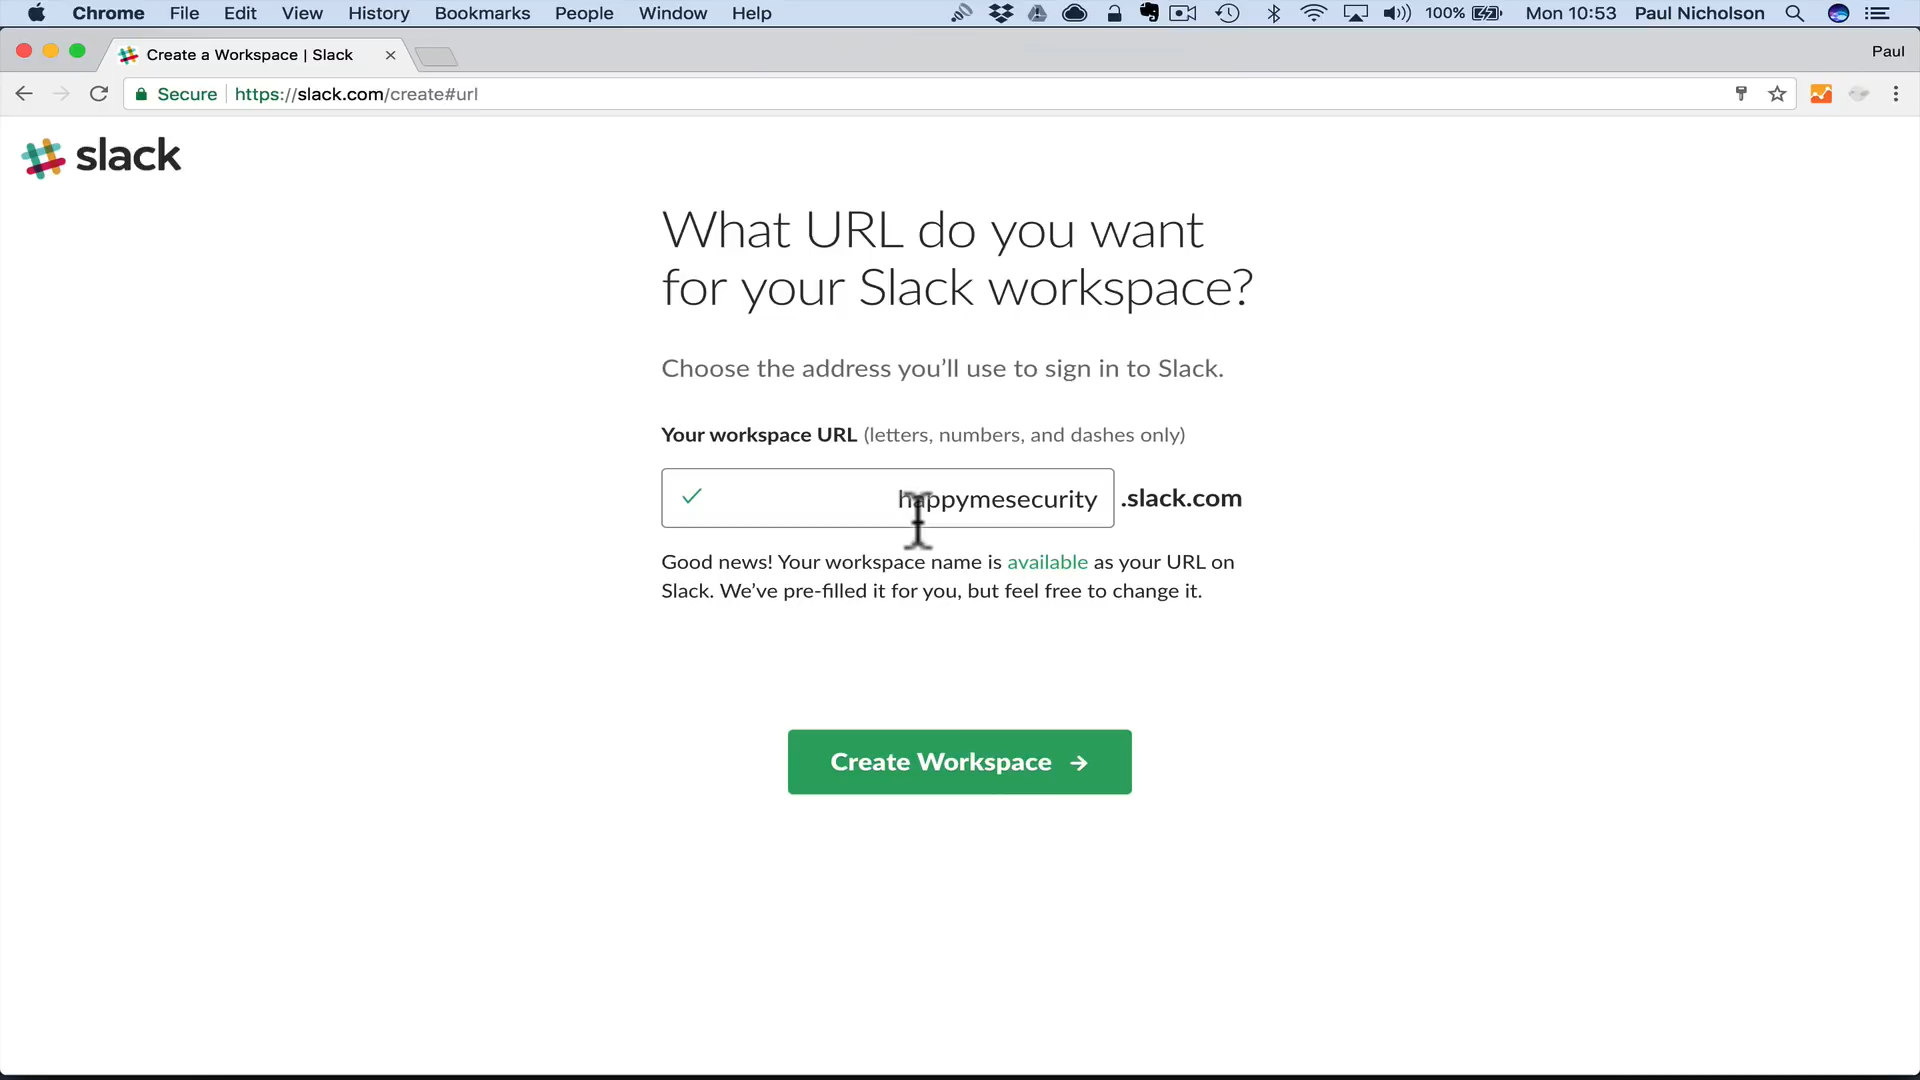 Chrome File Edit View History Bookmarks People Window Help 100% Mon 10:53 Paul Nicholson
Create a Workspace | Slack Paul
Secure https://slack.com/create#url
slack
What URL do you want
for your Slack workspace?
Choose the address you’ll use to sign in to Slack.
Your workspace URL (letters, numbers, and dashes only)
happymesecurity .slack.com
Good news! Your workspace name is available as your URL on
Slack. We’ve pre-filled it for you, but feel free to change it.
Create Workspace →